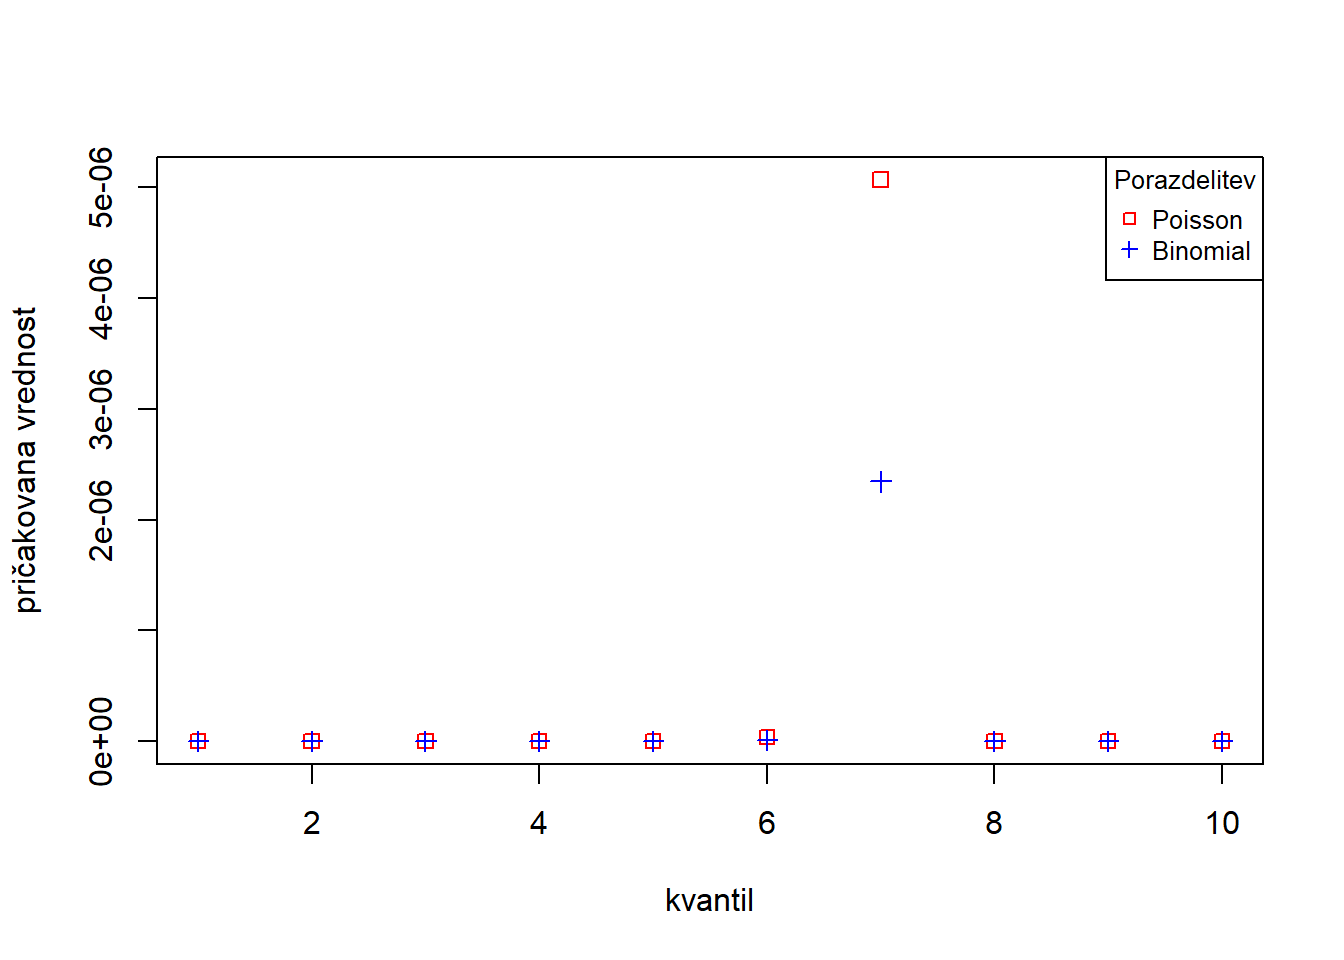 Porazdelitev
Poisson
Binomial
5e-06
4e-06
3e-06
2e-06
0e+00
pričakovana vrednost
2 4 6 8 10
kvantil